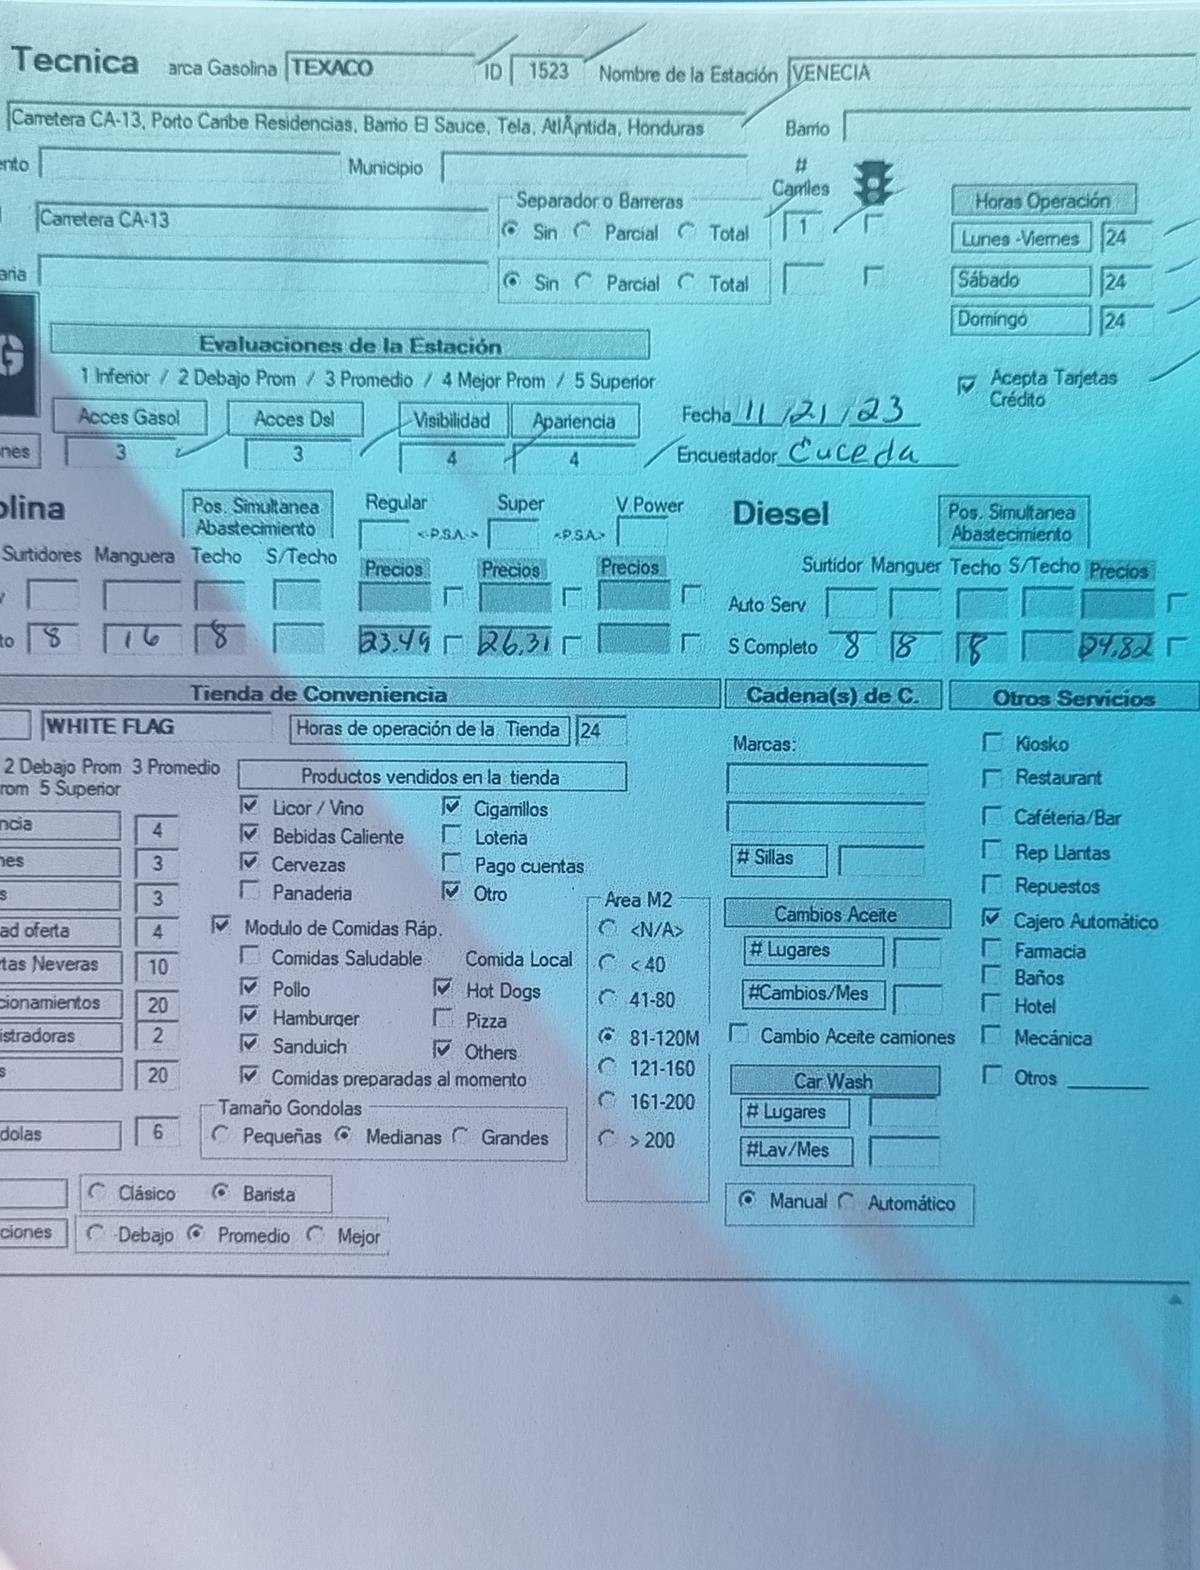 Tecnica arca Gasolina TEXACO ID 1523 Nombre de la Estación VENECIA
Carretera CA-13, Porto Caribe Residencias, Barrio El Sauce, Tela, AtlÃ¡ntida, Honduras Barrio
ento Municipio # Carriles
Carretera CA-13 Separador o Barreras Sin Parcial Total 1
aria Sin Parcial Total
Horas Operación
Lunes -Viernes 24
Sábado 24
Domingo 24
Acepta Tarjetas Crédito
G
Evaluaciones de la Estación
1 Inferior / 2 Debajo Prom / 3 Promedio / 4 Mejor Prom / 5 Superior
Acces Gasol Acces Dsl Visibilidad Apariencia Fecha 11/21/23
nes 3 3 4 4 Encuestador Cuceda
olina Pos. Simultanea Abastecimiento Regular <-P.S.A.-> Super <-P.S.A.> V Power
Surtidores Manguera Techo S/Techo Precios Precios Precios
to 8 16 8 23.49 26.31
Diesel Pos. Simultanea Abastecimiento
Surtidor Manguer Techo S/Techo Precios
Auto Serv
S Completo 8 8 8 24.82
Tienda de Conveniencia
WHITE FLAG Horas de operación de la Tienda 24
2 Debajo Prom 3 Promedio
rom 5 Superior
ncia 4
nes 3
s 3
ad oferta 4
tas Neveras 10
cionamientos 20
istradoras 2
s 20
dolas 6
Productos vendidos en la tienda
Licor / Vino Cigarrillos
Bebidas Caliente Loteria
Cervezas Pago cuentas
Panaderia Otro
Modulo de Comidas Ráp.
Comidas Saludable Comida Local
Pollo Hot Dogs
Hamburger Pizza
Sanduich Others
Comidas preparadas al momento
Tamaño Gondolas
Pequeñas Medianas Grandes
Clásico Barista
ciones Debajo Promedio Mejor
Area M2
<N/A>
< 40
41-80
81-120M
121-160
161-200
> 200
Cadena(s) de C.
Marcas:
# Sillas
Cambios Aceite
# Lugares
#Cambios/Mes
Cambio Aceite camiones
Car Wash
# Lugares
#Lav/Mes
Manual Automático
Otros Servicios
Kiosko
Restaurant
Caféteria/Bar
Rep Llantas
Repuestos
Cajero Automático
Farmacia
Baños
Hotel
Mecánica
Otros